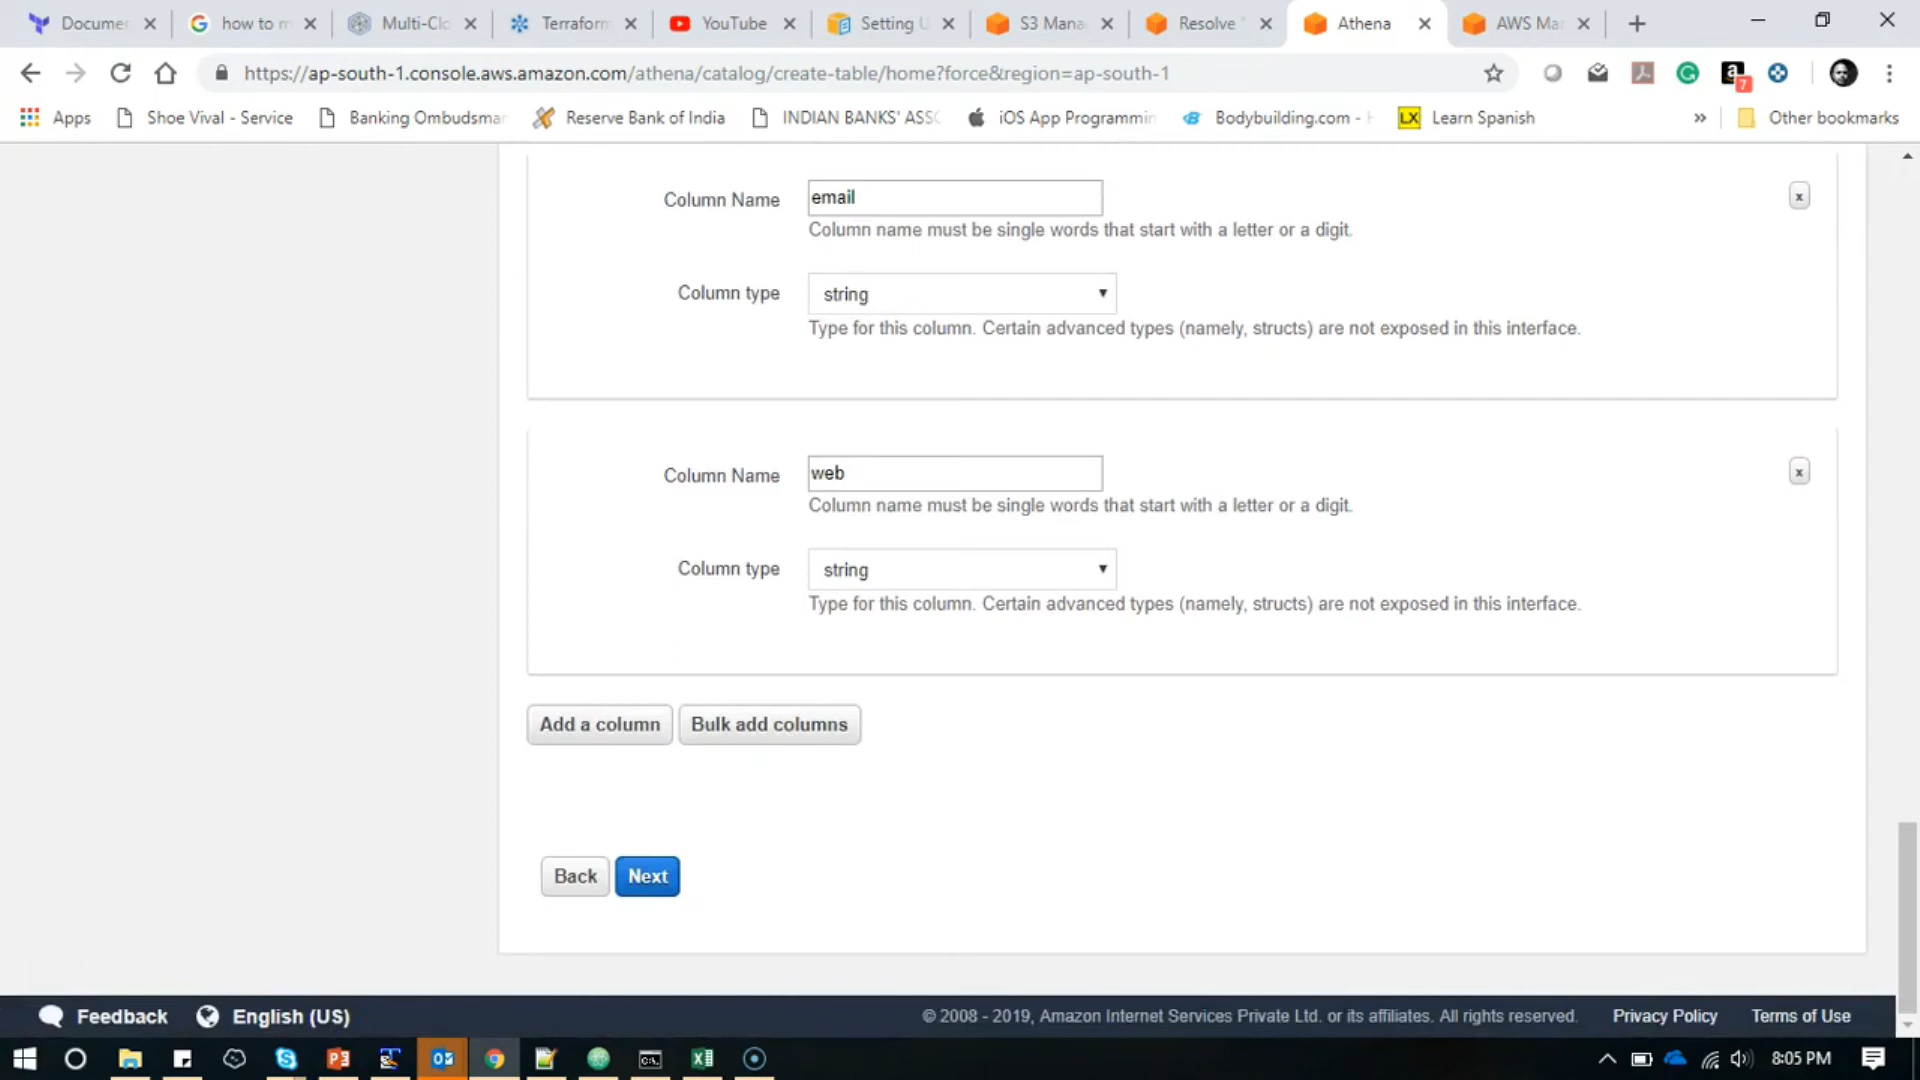 Documen
how to m
Multi-Clo
Terraform
YouTube
Setting U
S3 Mana
Resolve "
Athena
AWS Ma
https://ap-south-1.console.aws.amazon.com/athena/catalog/create-table/home?force&region=ap-south-1
7
Apps
Shoe Vival - Service
Banking Ombudsmar
Reserve Bank of India
INDIAN BANKS' ASSC
iOS App Programmin
Bodybuilding.com - H
LX Learn Spanish
»
Other bookmarks
Column Name
email
x
Column name must be single words that start with a letter or a digit.
Column type
string
Type for this column. Certain advanced types (namely, structs) are not exposed in this interface.
Column Name
web
x
Column name must be single words that start with a letter or a digit.
Column type
string
Type for this column. Certain advanced types (namely, structs) are not exposed in this interface.
Add a column
Bulk add columns
Back
Next
Feedback
English (US)
© 2008 - 2019, Amazon Internet Services Private Ltd. or its affiliates. All rights reserved.
Privacy Policy
Terms of Use
8:05 PM